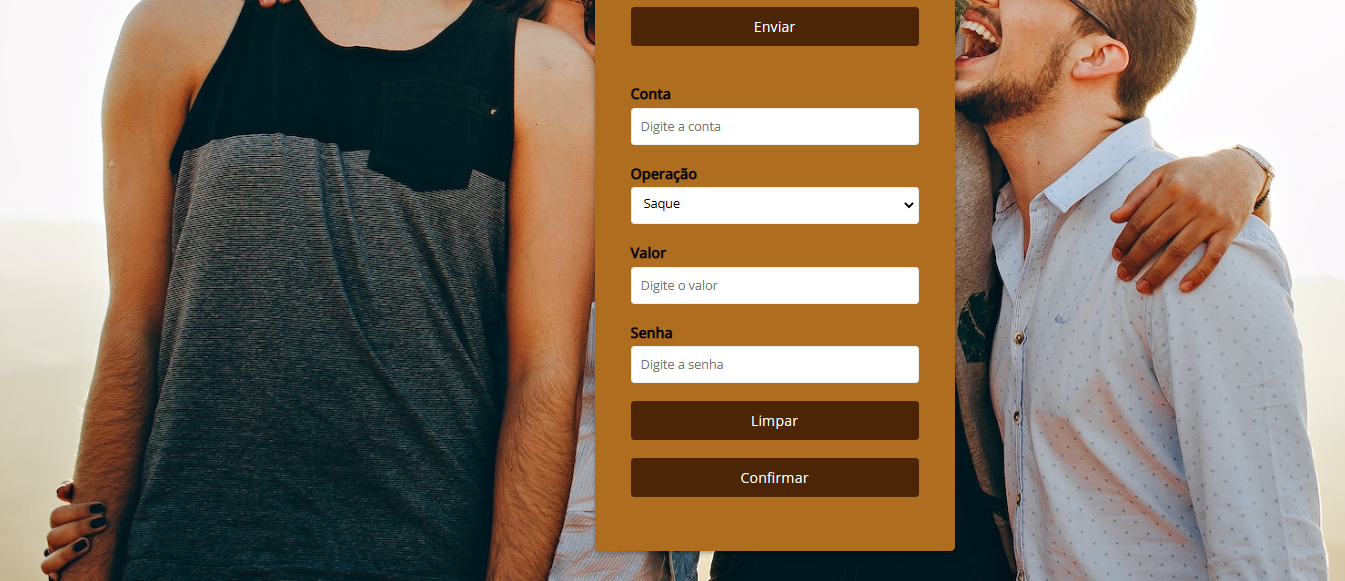 Enviar
Conta
Digite a conta
Operação
Saque
Valor
Digite o valor
Senha
Digite a senha
Limpar
Confirmar